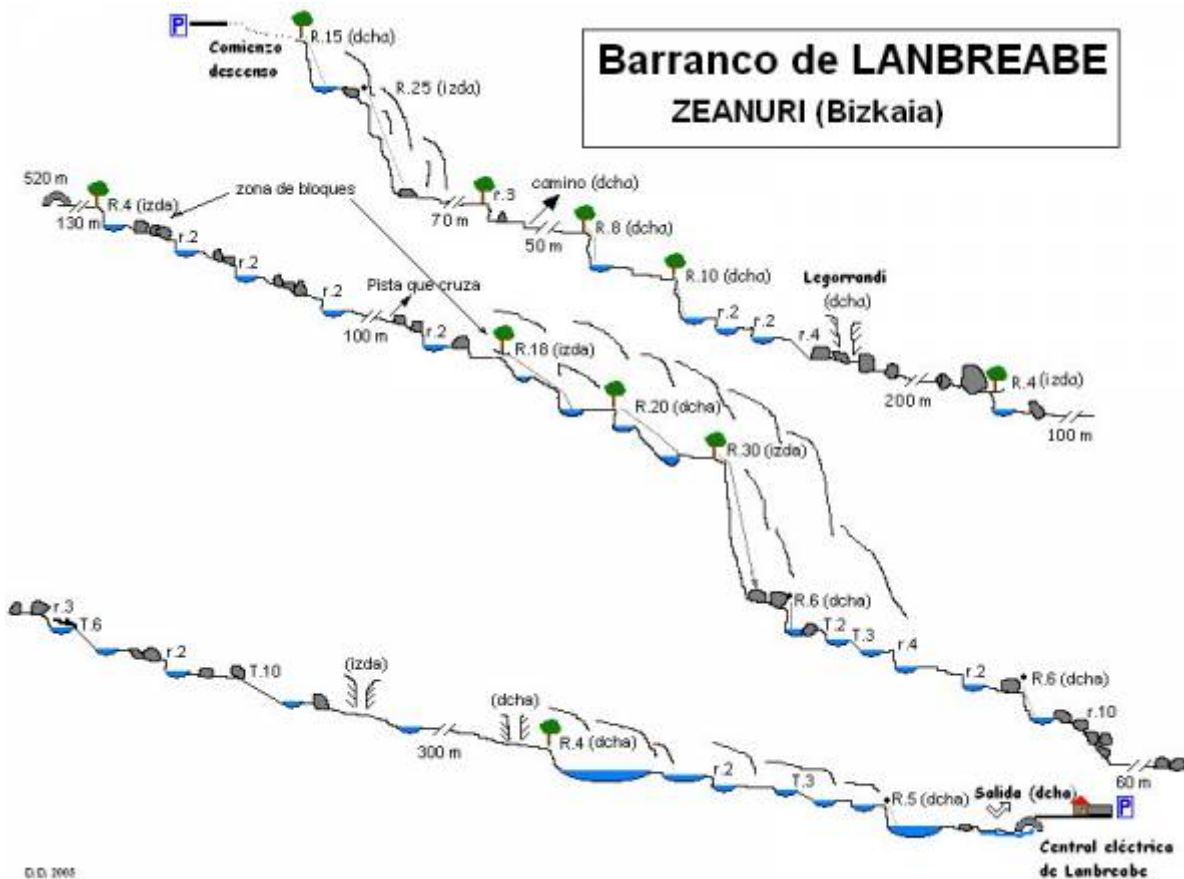 Barranco de LANBREABE
ZEANURI (Bizkaia)
P
Comienzo
descenso
R.15 (dcha)
R.25 (izda)
r.3
70 m
camino (dcha)
50 m
R.8 (dcha)
R.10 (dcha)
r.2
r.2
r.4
Legorrandi
(dcha)
200 m
R.4 (izda)
100 m
520 m
130 m
R.4 (izda)
zona de bloques
r.2
r.2
r.2
100 m
Pista que cruza
r.2
R.18 (izda)
R.20 (dcha)
R.30 (izda)
R.6 (dcha)
T.2
T.3
r.4
r.2
R.6 (dcha)
r.10
60 m
r.3
T.6
r.2
T.10
(izda)
300 m
(dcha)
R.4 (dcha)
r.2
T.3
R.5 (dcha)
Salida (dcha)
P
Central eléctrica
de Lanbreabe
D.D. 2005